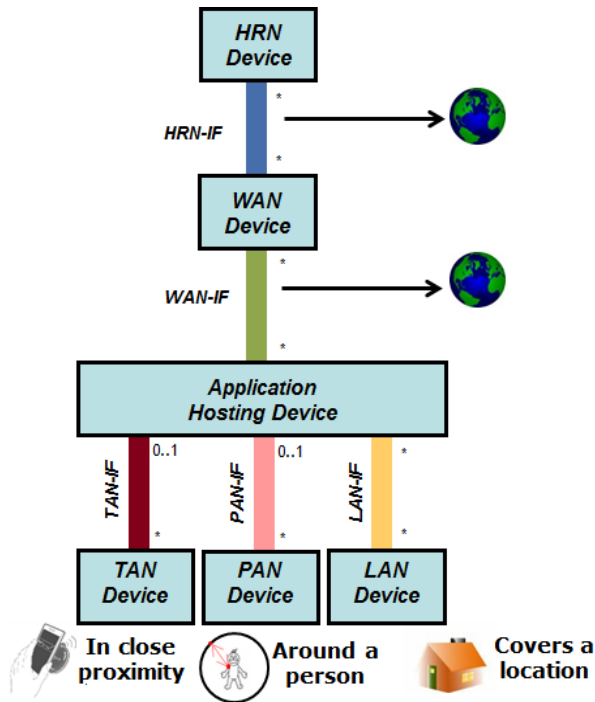 HRN
Device
*
HRN-IF
*
WAN
Device
*
WAN-IF
*
Application
Hosting Device
0..1
0..1
*
TAN-IF
PAN-IF
LAN-IF
*
*
*
TAN
Device
PAN
Device
LAN
Device
In close
proximity
Around a
person
Covers a
location